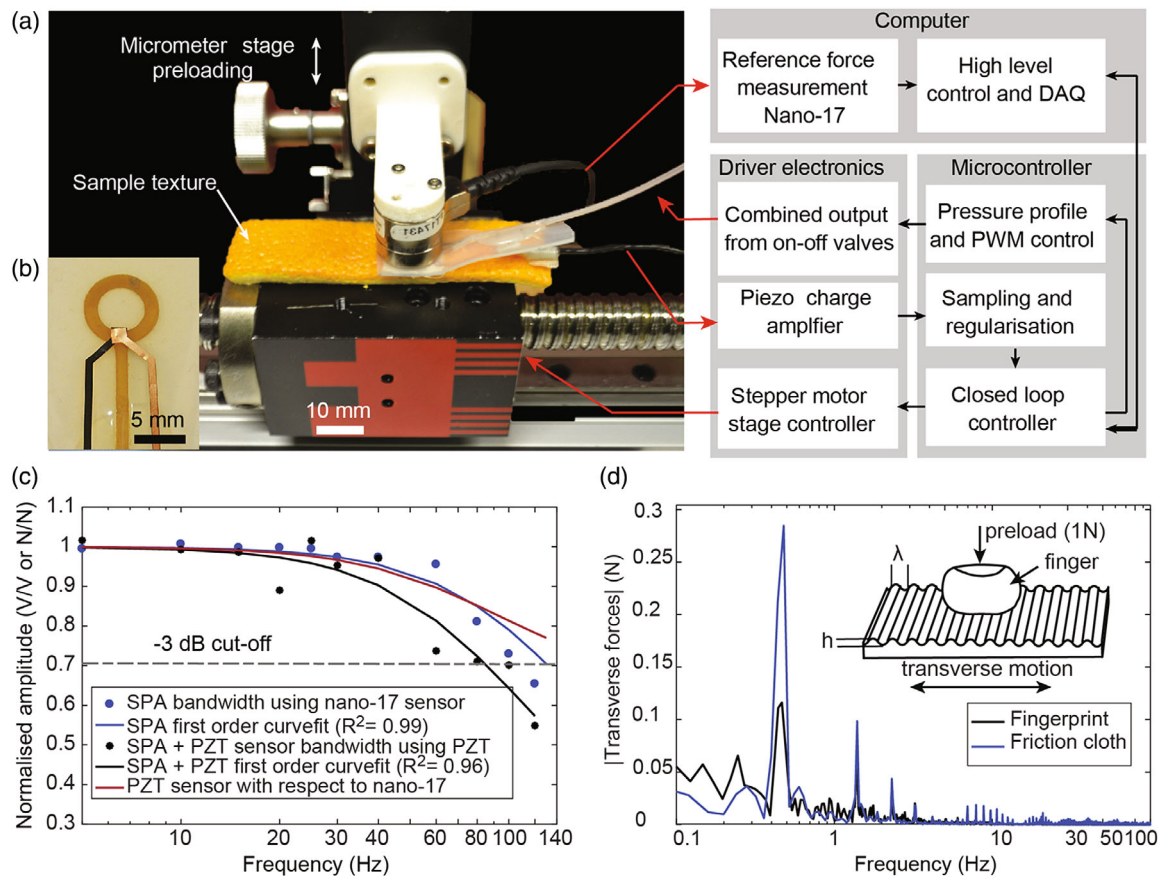 (a)
Micrometer stage
preloading
Sample texture
10 mm
Computer
Reference force
measurement
Nano-17
High level
control and DAQ
Driver electronics
Microcontroller
Combined output
from on-off valves
Pressure profile
and PWM control
Piezo charge
amplfier
Sampling and
regularisation
Stepper motor
stage controller
Closed loop
controller
(b)
5 mm
(c)
Normalised amplitude (V/V or N/N)
1.1
1
0.9
0.8
0.7
0.6
0.5
0.4
0.3
-3 dB cut-off
SPA bandwidth using nano-17 sensor
SPA first order curvefit (R²= 0.99)
SPA + PZT sensor bandwidth using PZT
SPA + PZT first order curvefit (R²= 0.96)
PZT sensor with respect to nano-17
10 20 30 40 60 80 100 140
Frequency (Hz)
(d)
|Transverse forces| (N)
0.3
0.25
0.2
0.15
0.1
0.05
0
preload (1N)
λ
finger
h
transverse motion
Fingerprint
Friction cloth
0.1 1 10 30 50 100
Frequency (Hz)